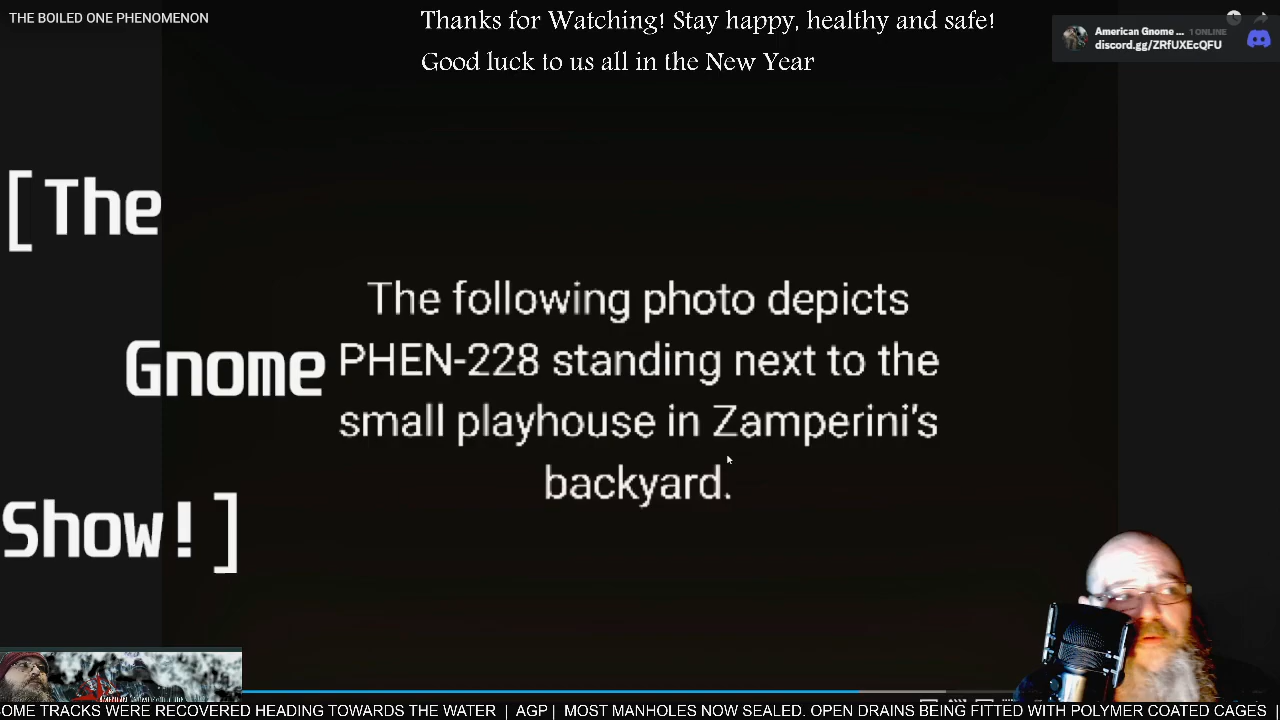 THE BOILED ONE PHENOMENON
Thanks for Watching! Stay happy, healthy and safe!
Good luck to us all in the New Year
American Gnome ... 1 ONLINE
discord.gg/ZRfUXEcQFU
[The
Gnome
Show!]
The following photo depicts
PHEN-228 standing next to the
small playhouse in Zamperini's
backyard.
OME TRACKS WERE RECOVERED HEADING TOWARDS THE WATER | AGP | MOST MANHOLES NOW SEALED. OPEN DRAINS BEING FITTED WITH POLYMER COATED CAGES |